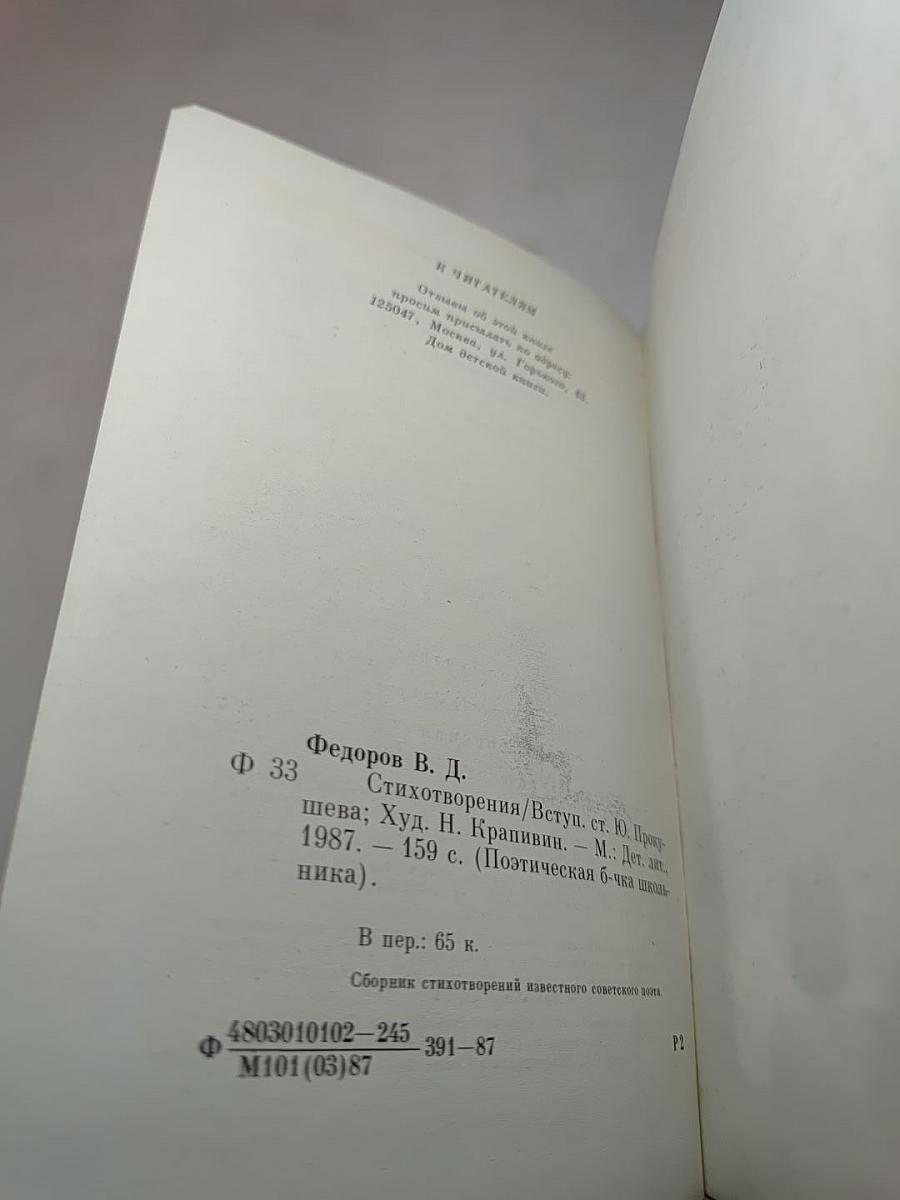 К ЧИТАТЕЛЯМ
Отзывы об этой книге
просим присылать по адресу:
125047, Москва, ул. Горького, 43.
Дом детской книги.
Федоров В. Д.
Ф 33
Стихотворения/Вступ. ст. Ю. Проку-
шева; Худ. Н. Крапивин. — М.: Дет. лит.,
1987. — 159 с. (Поэтическая б-чка школь-
ника).
В пер.: 65 к.
Сборник стихотворений известного советского поэта.
Ф 4803010102—245 391—87
М101(03)87
Р2